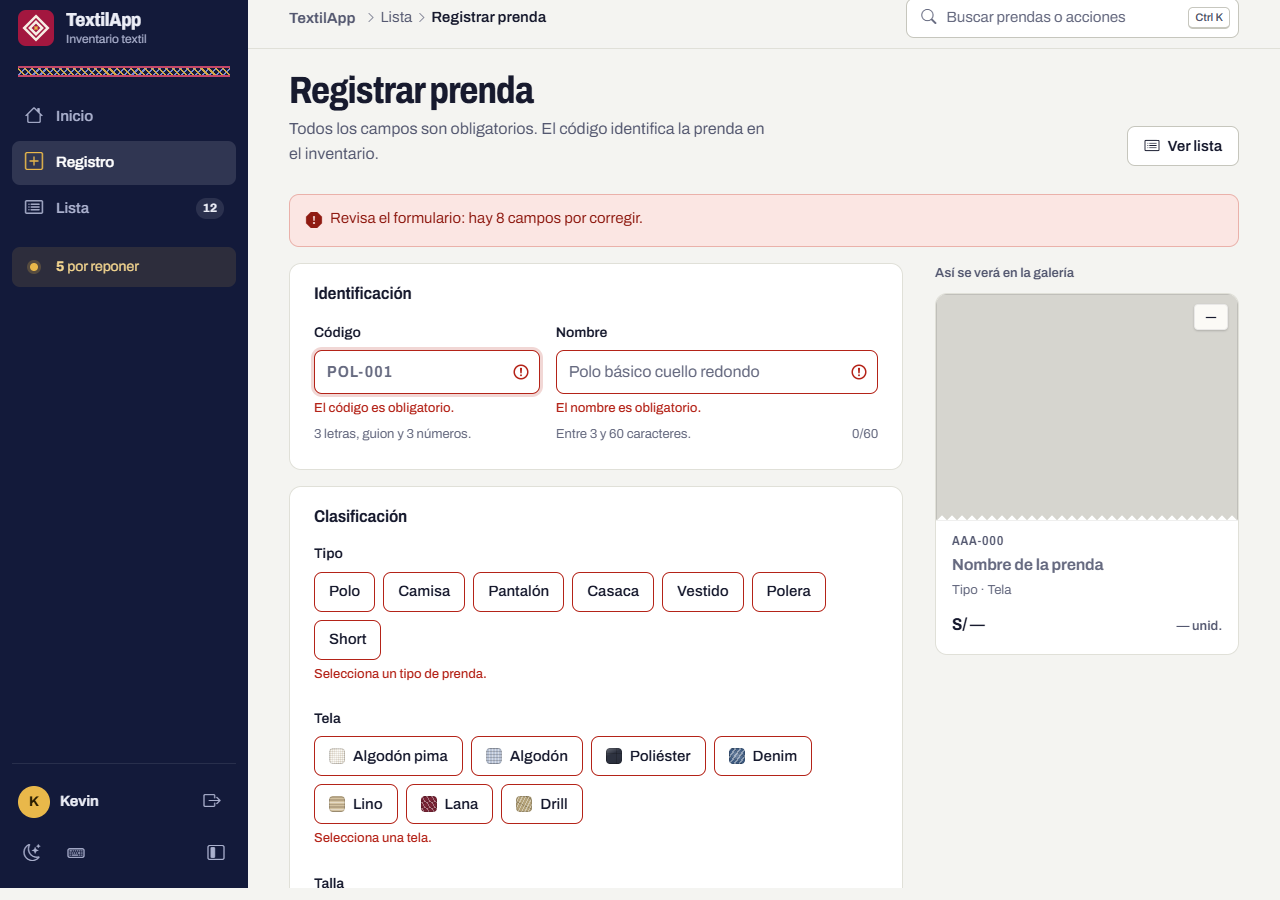 TextilApp
Inventario textil
Inicio
Registro
Lista 12
5 por reponer
K Kevin
TextilApp Lista Registrar prenda
Buscar prendas o acciones Ctrl K
Registrar prenda
Todos los campos son obligatorios. El código identifica la prenda en
el inventario.
Ver lista
Revisa el formulario: hay 8 campos por corregir.
Identificación
Código Nombre
POL-001 Polo básico cuello redondo
El código es obligatorio. El nombre es obligatorio.
3 letras, guion y 3 números. Entre 3 y 60 caracteres. 0/60
Clasificación
Tipo
Polo Camisa Pantalón Casaca Vestido Polera
Short
Selecciona un tipo de prenda.
Tela
Algodón pima Algodón Poliéster Denim
Lino Lana Drill
Selecciona una tela.
Talla
Así se verá en la galería
—
AAA-000
Nombre de la prenda
Tipo · Tela
S/ — — unid.